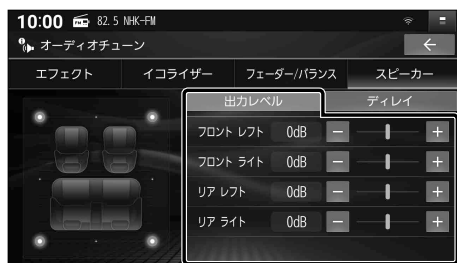 10:00 FM 82.5 NHK-FM
オーディオチューン
エフェクト イコライザー フェーダー/バランス スピーカー
出力レベル ディレイ
フロント レフト 0dB − +
フロント ライト 0dB − +
リア レフト 0dB − +
リア ライト 0dB − +